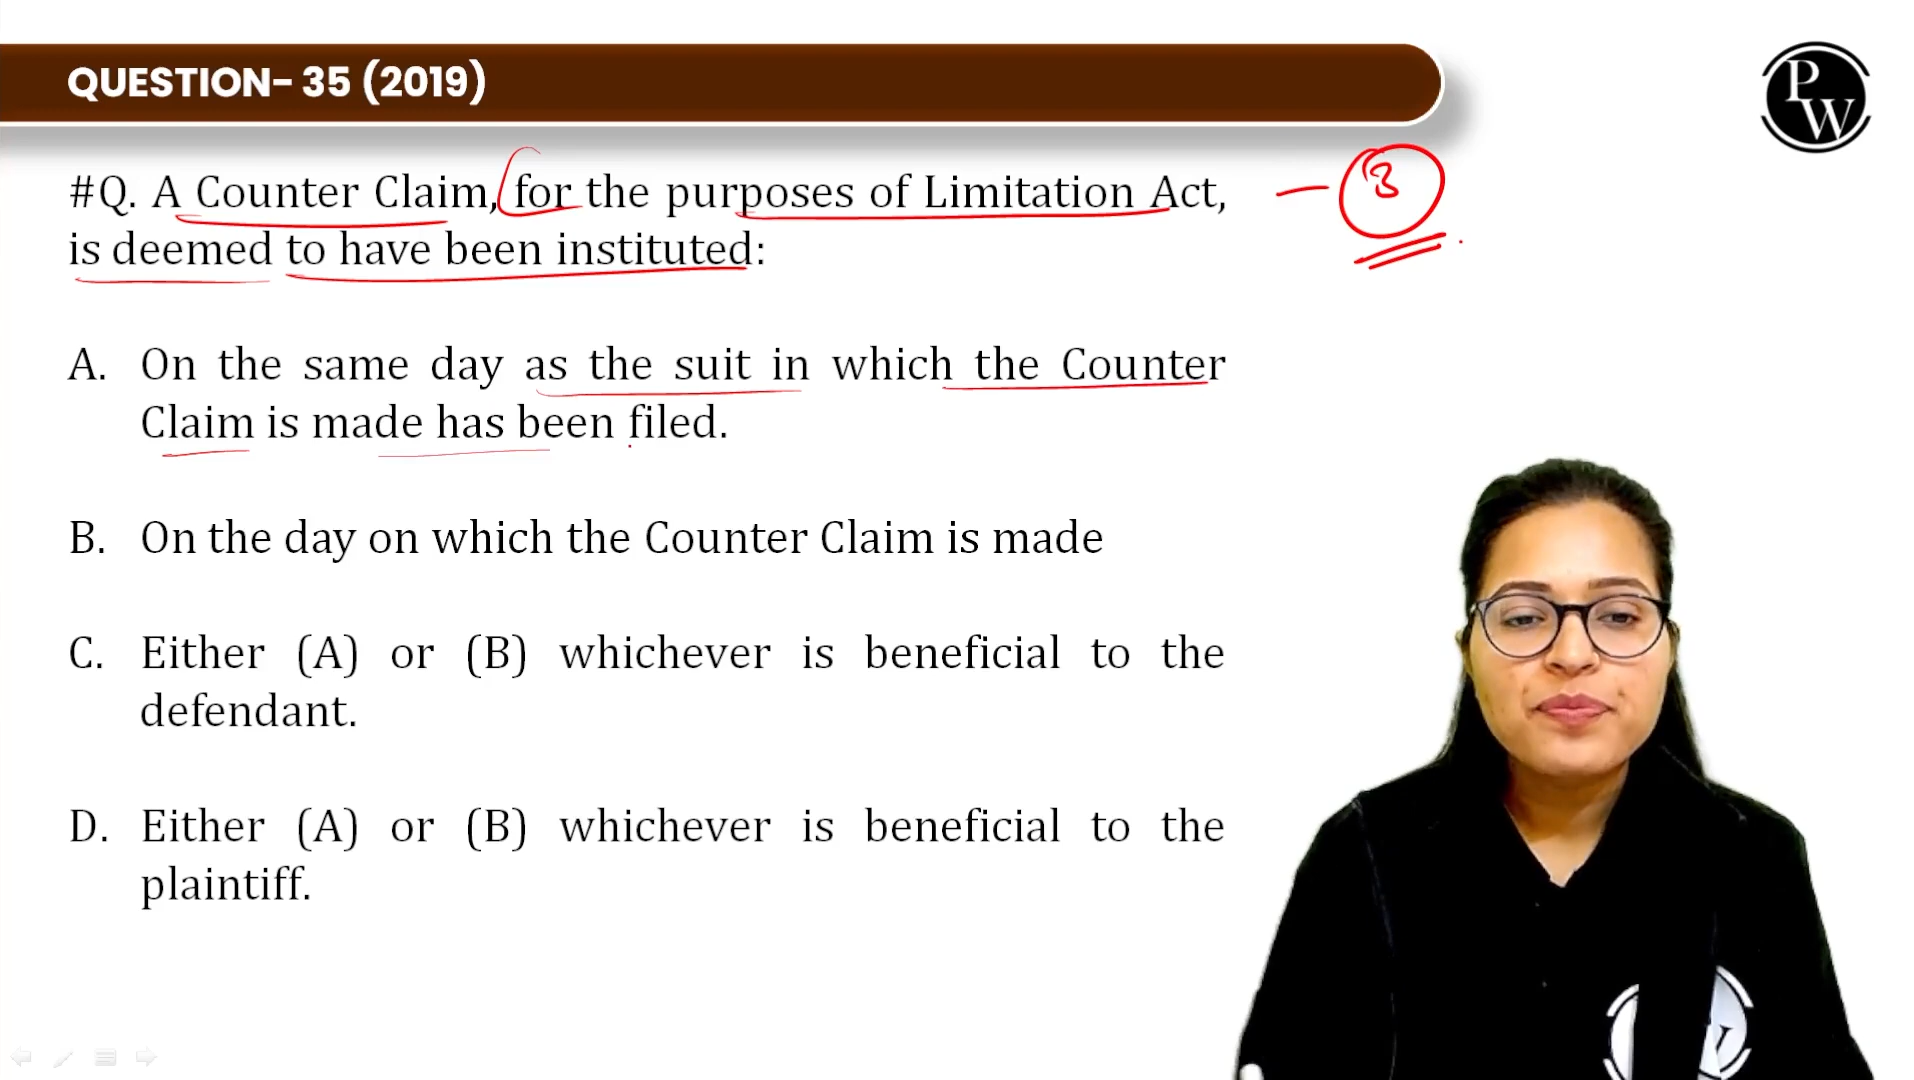 QUESTION- 35 (2019)
PW
#Q. A Counter Claim, for the purposes of Limitation Act,
— 3
is deemed to have been instituted:
A. On the same day as the suit in which the Counter
Claim is made has been filed.
B. On the day on which the Counter Claim is made
C. Either (A) or (B) whichever is beneficial to the
defendant.
D. Either (A) or (B) whichever is beneficial to the
plaintiff.